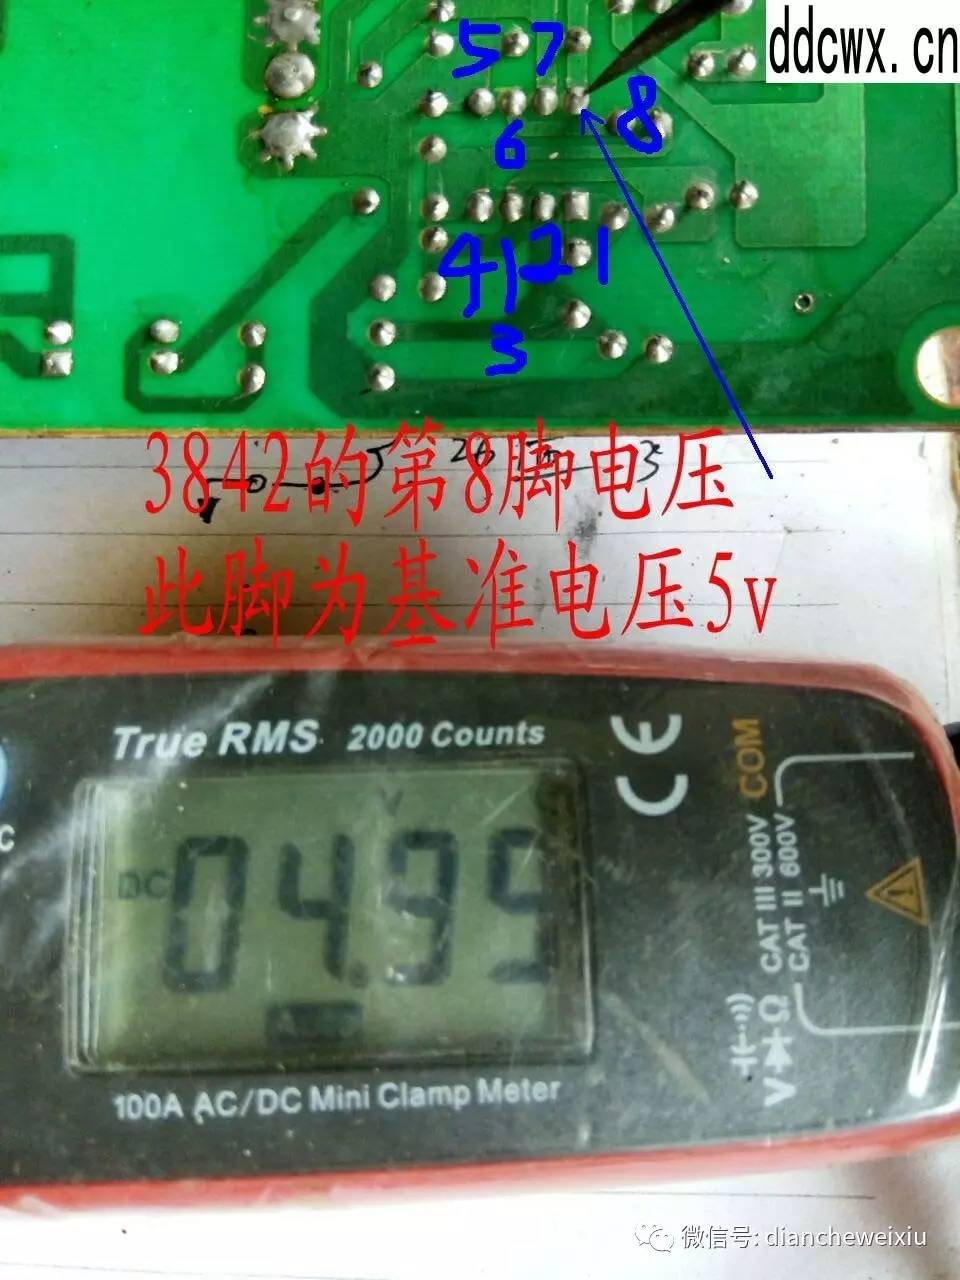 ddcwx.cn
5 7
8
6
4 2 1
3
3842的第8脚电压
此脚为基准电压5v
True RMS 2000 Counts
CE
COM
CAT III 300V
CAT II 600V
V
DC
04.99
100A AC/DC Mini Clamp Meter
VΩ
C
微信号: diancheweixiu